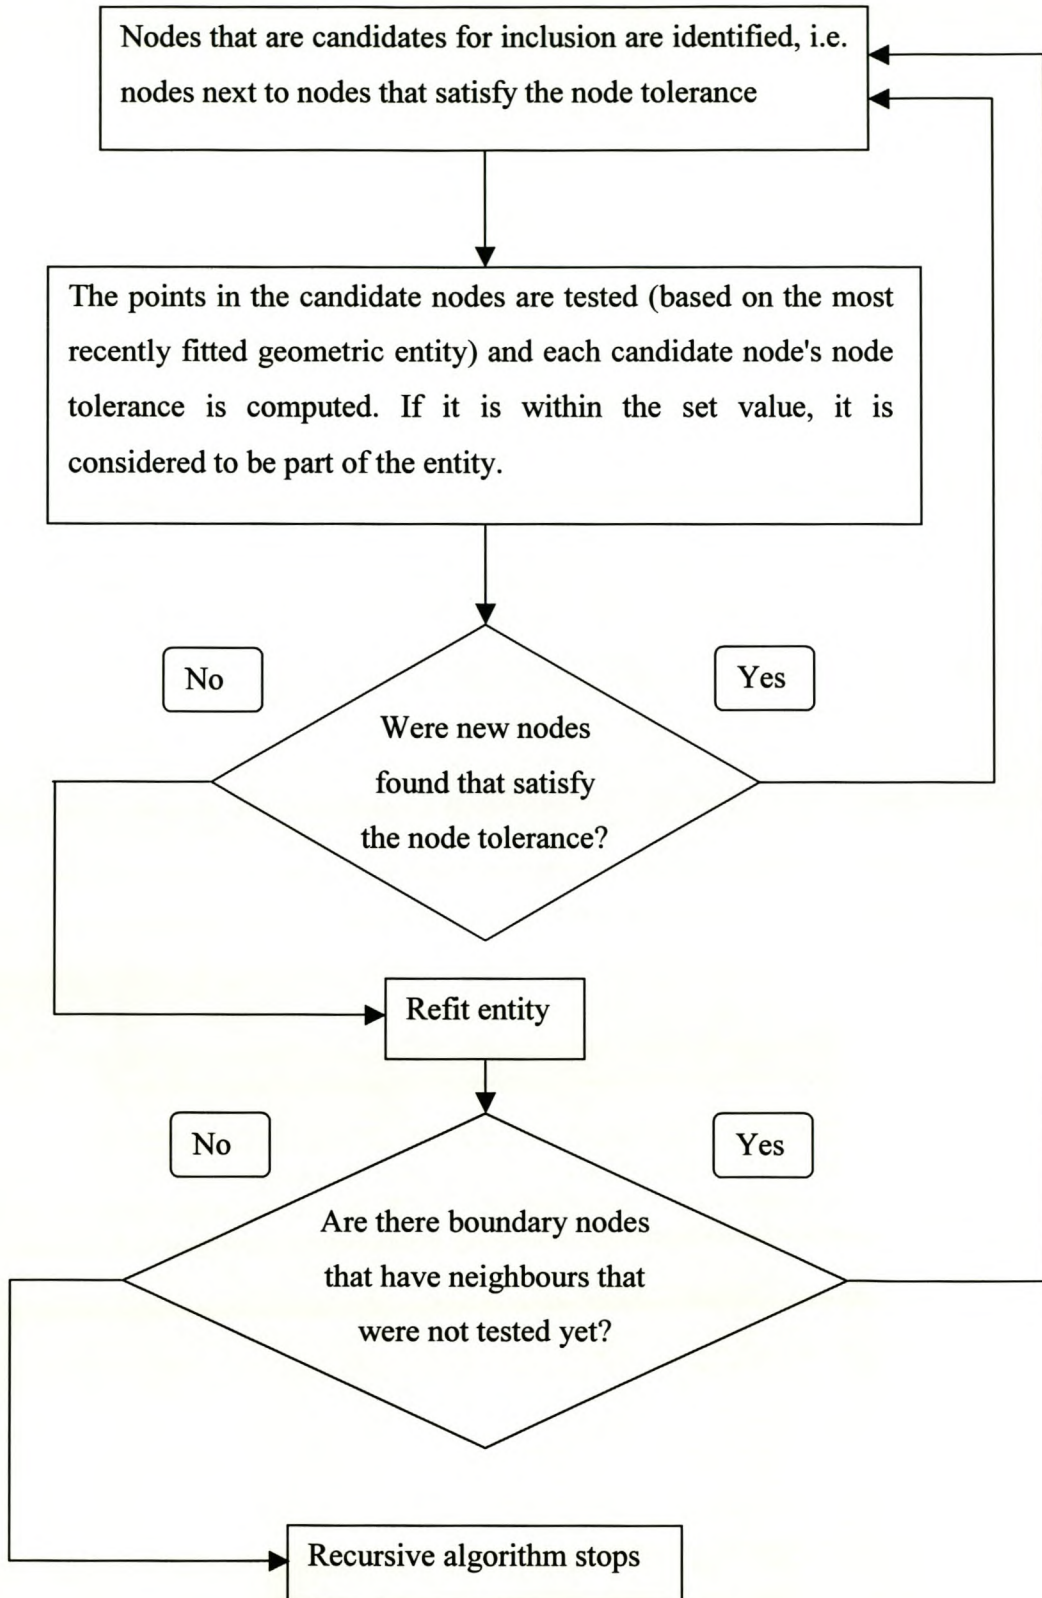 Nodes that are candidates for inclusion are identified, i.e.
nodes next to nodes that satisfy the node tolerance
The points in the candidate nodes are tested (based on the most
recently fitted geometric entity) and each candidate node's node
tolerance is computed. If it is within the set value, it is
considered to be part of the entity.
No
Yes
Were new nodes
found that satisfy
the node tolerance?
Refit entity
No
Yes
Are there boundary nodes
that have neighbours that
were not tested yet?
Recursive algorithm stops